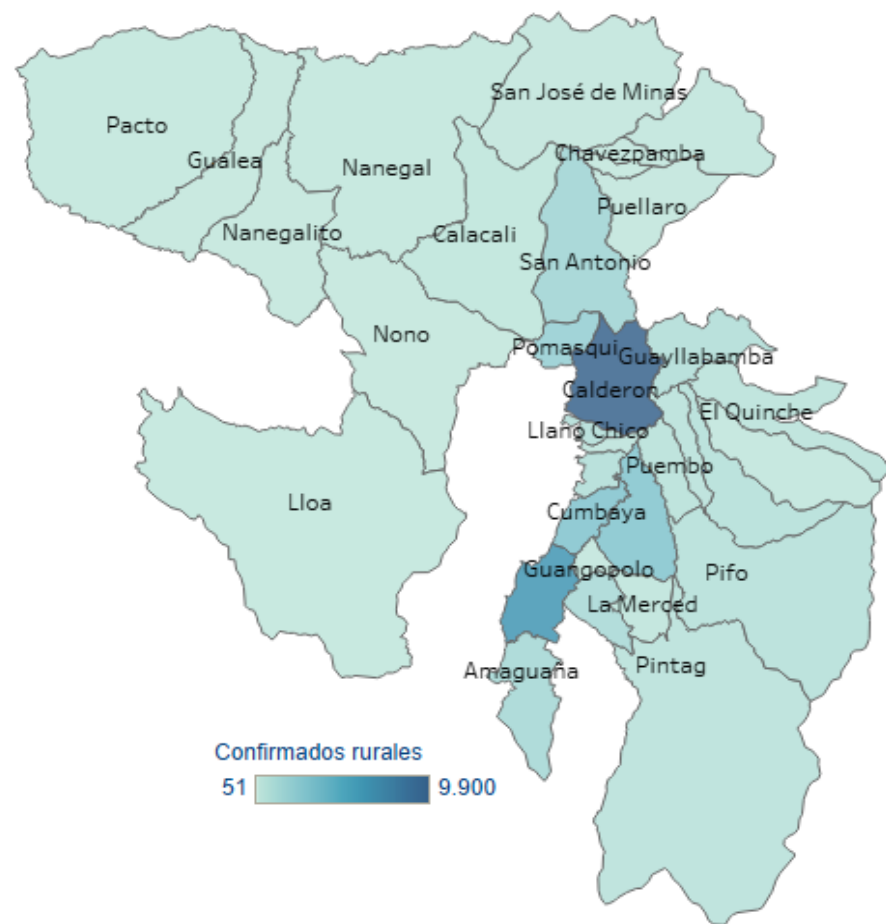 San José de Minas
Pacto
Chavezpamba
Gualea
Nanegal
Puellaro
Nanegalito
Calacali
San Antonio
Nono
Pomasqui
Guayllabamba
Calderon
El Quinche
Llano Chico
Puembo
Lloa
Cumbaya
Guangopolo
Pifo
La Merced
Amaguaña
Pintag
Confirmados rurales
51
9.900